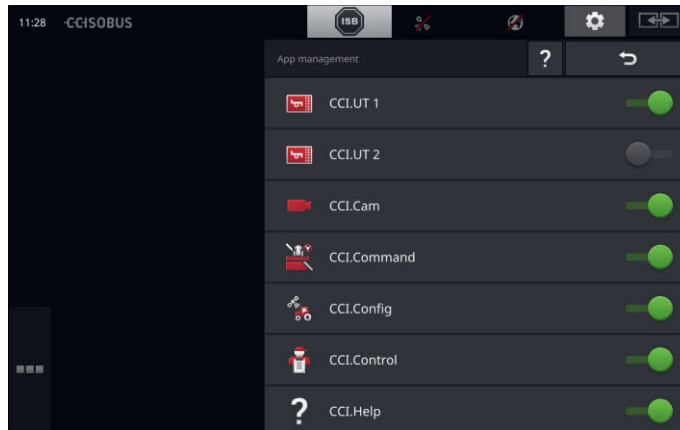 11:28 CCISOBUS
ISB
App management
?
CCI.UT 1
CCI.UT 2
CCI.Cam
CCI.Command
CCI.Config
CCI.Control
? CCI.Help